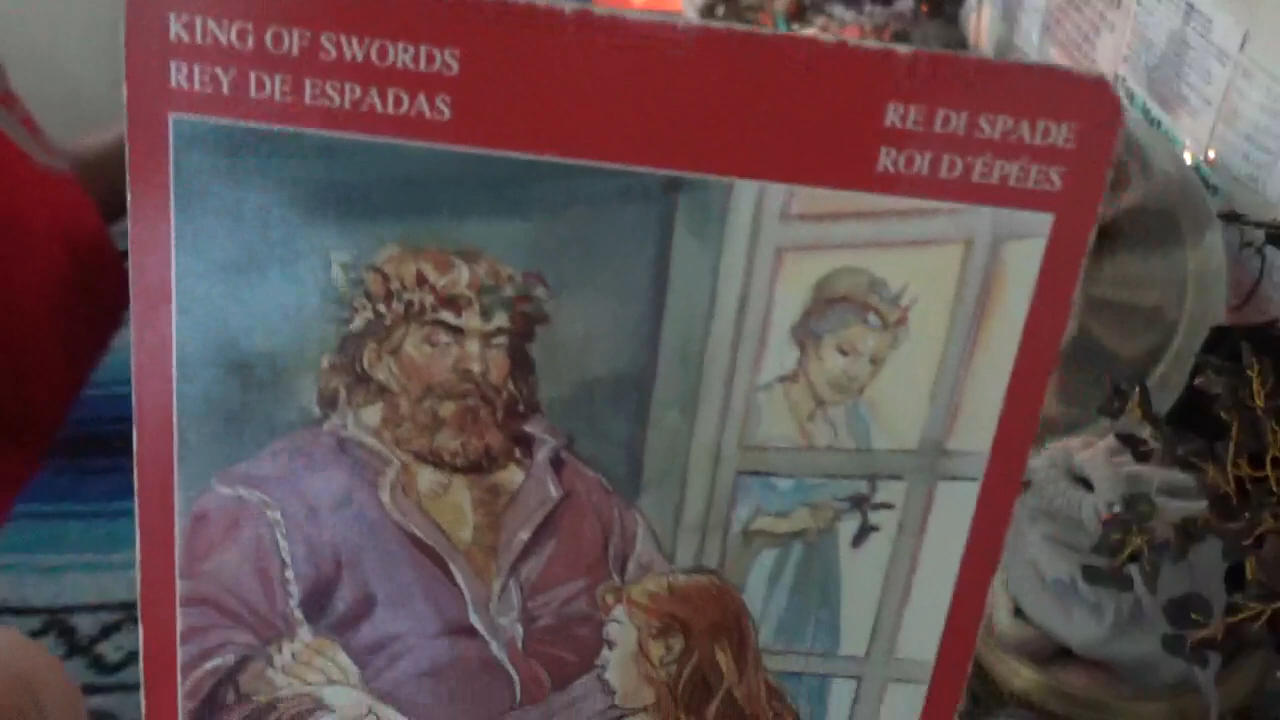 KING OF SWORDS
REY DE ESPADAS
RE DI SPADE
ROI D'ÉPÉES